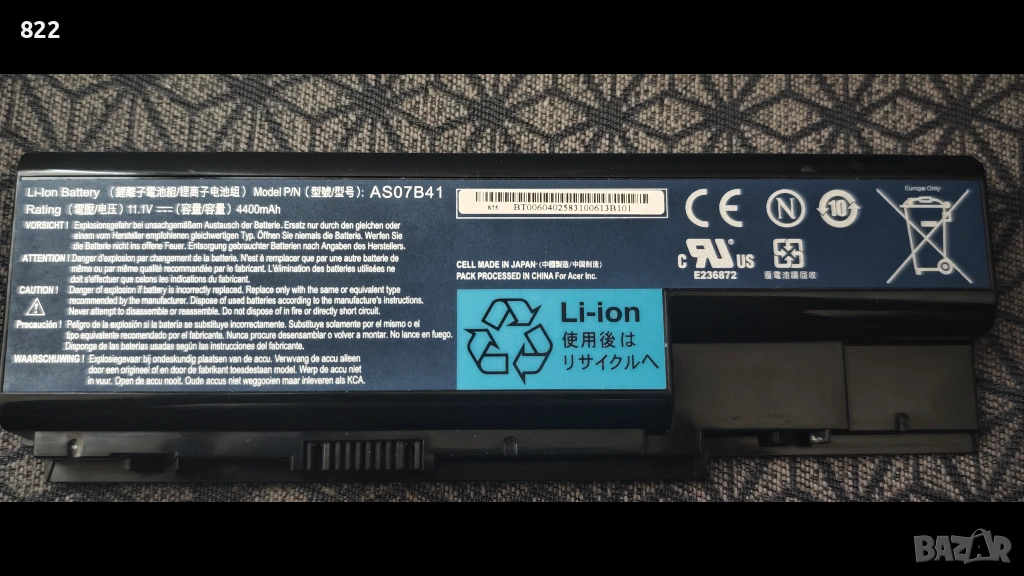 822
Li-Ion Battery (鋰離子電池組/锂离子电池组) Model P/N (型號/型号): AS07B41
Rating (電壓/电压) 11.1V (容量/容量) 4400mAh
VORSICHT ! Explosionsgefahr bei unsachgemäßem Austausch der Batterie. Ersatz nur durch den gleichen oder
einem vom Hersteller empfohlenen gleichwertigen Typ. Öffnen Sie niemals die Batterie. Werfen Sie
die Batterie nicht ins offene Feuer. Entsorgung gebrauchter Batterien nach Angaben des Herstellers.
ATTENTION ! Danger d'explosion par changement de la batterie. N'a remplacer que par une autre batterie de
même ou par même variété recommandé par le fabricant. L'élimination des batteries utilisées ne
doit s'effectuer que celons les indications du fabricant.
CAUTION ! Danger of explosion if battery is incorrectly replaced. Replace only with the same or equivalent type
recommended by the manufacturer. Dispose of used batteries according to the manufacture's instructions.
Never attempt to disassemble or reassemble. Do not dispose of in fire or directly short circuit.
Precaución ! Peligro de la explosión si la batería se substituye incorrectamente. Substituya solamente por el mismo o el
tipo equivalente recomendado por el fabricante. Nunca procure desensamblar o volver a montar. No lance en fuego.
Disponga de las baterías usadas según las instrucciones del fabricante.
WAARSCHUWING ! Explosiegevaar bij ondeskundig plaatsen van de accu. Verwvang de accu alleen
door een origineel of en door de fabrikant toesdestaan model. Werp de accu niet
in vuur. Open de accu niet. Oude accus niet weggooien maar inleveren als KCA.
875 BT0060402583100613B101
CELL MADE IN JAPAN (中國製造/中国制造)
PACK PROCESSED IN CHINA For Acer Inc.
CE
N
10
c UR US
E236872
廢電池請回收
Europe Only
Li-ion
使用後は
リサイクルへ
BAZAR